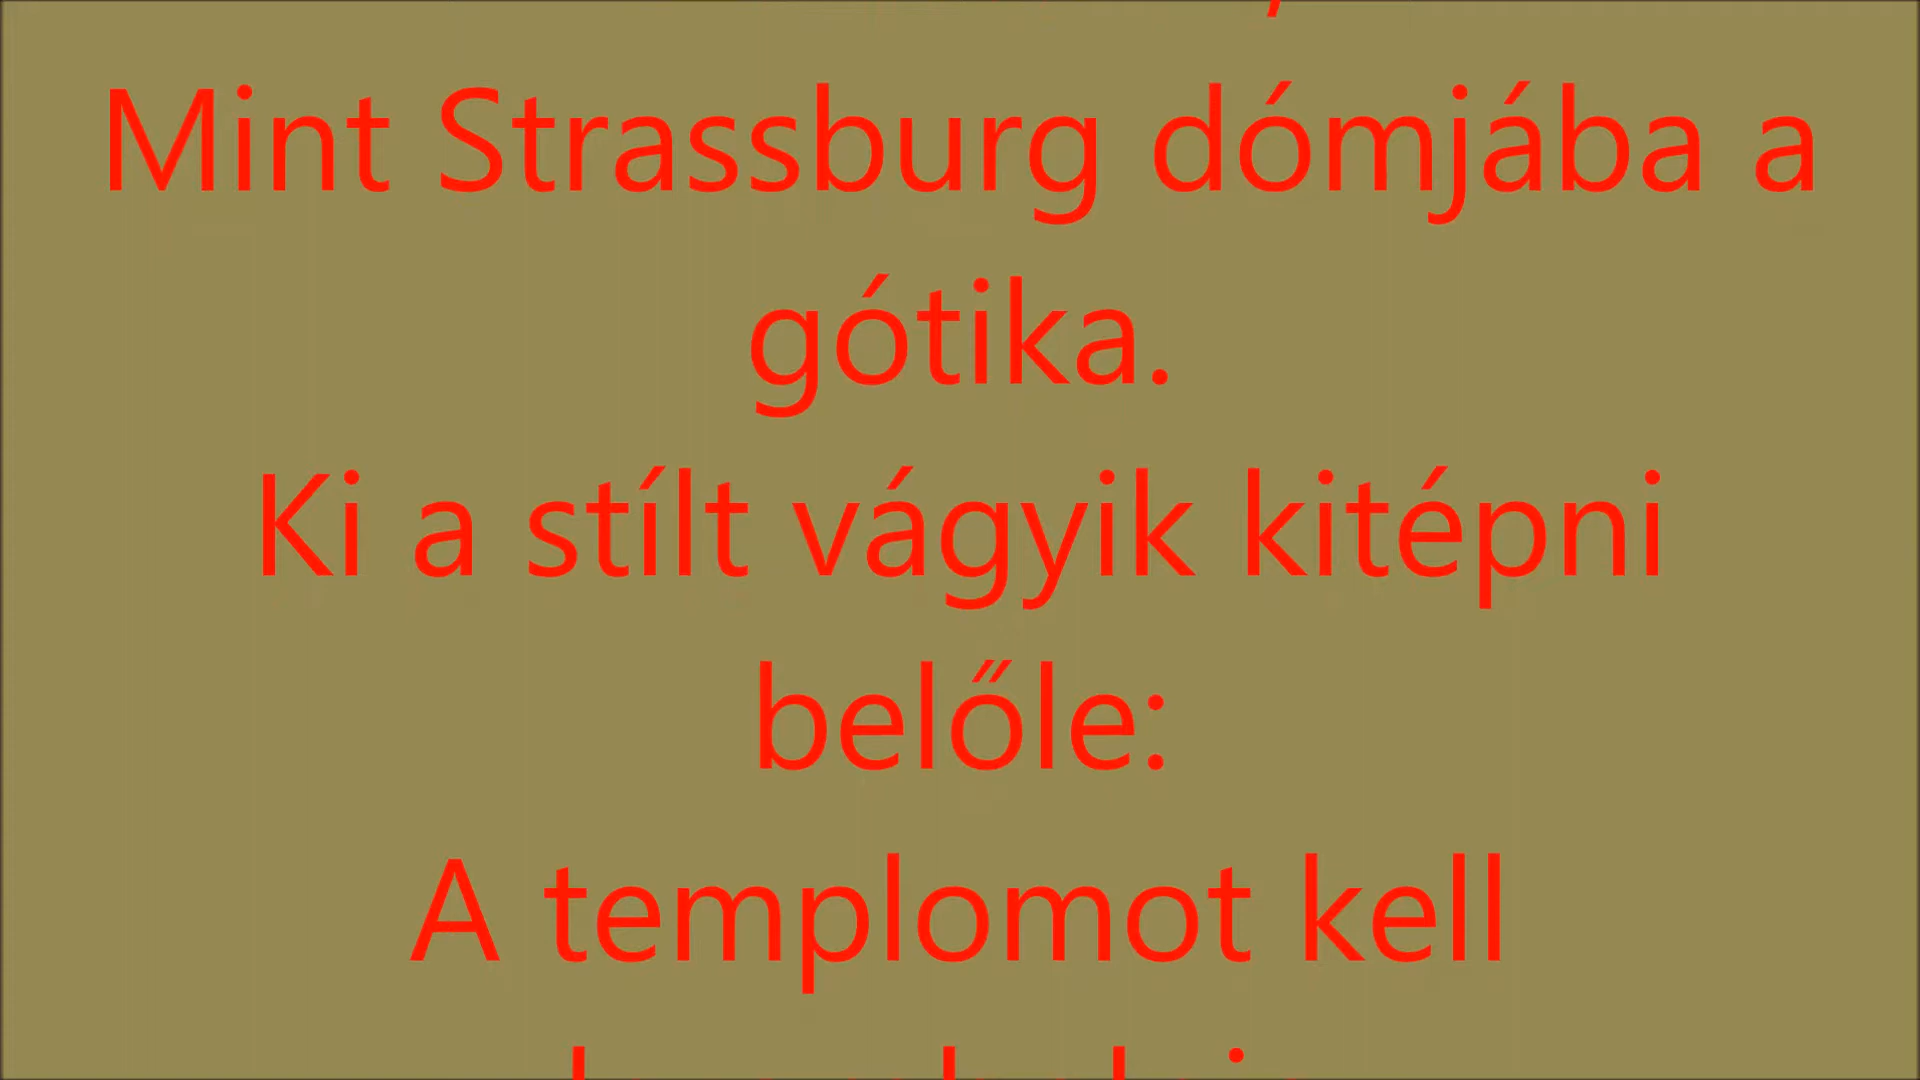 Mint Strassburg dómjába a
gótika.
Ki a stílt vágyik kitépni
belőle:
A templomot kell